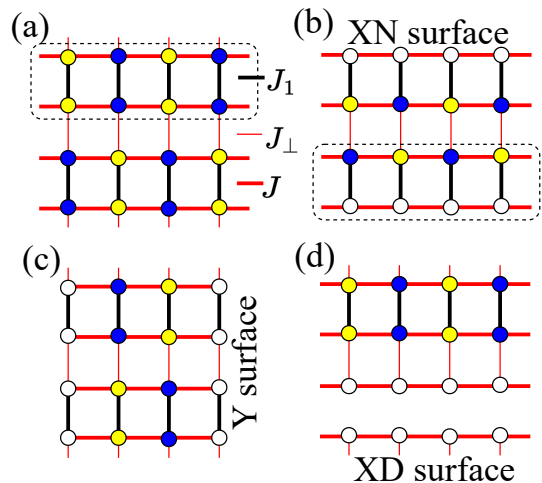 (a)
J₁
J⊥
J
(b)
XN surface
(c)
Y surface
(d)
XD surface